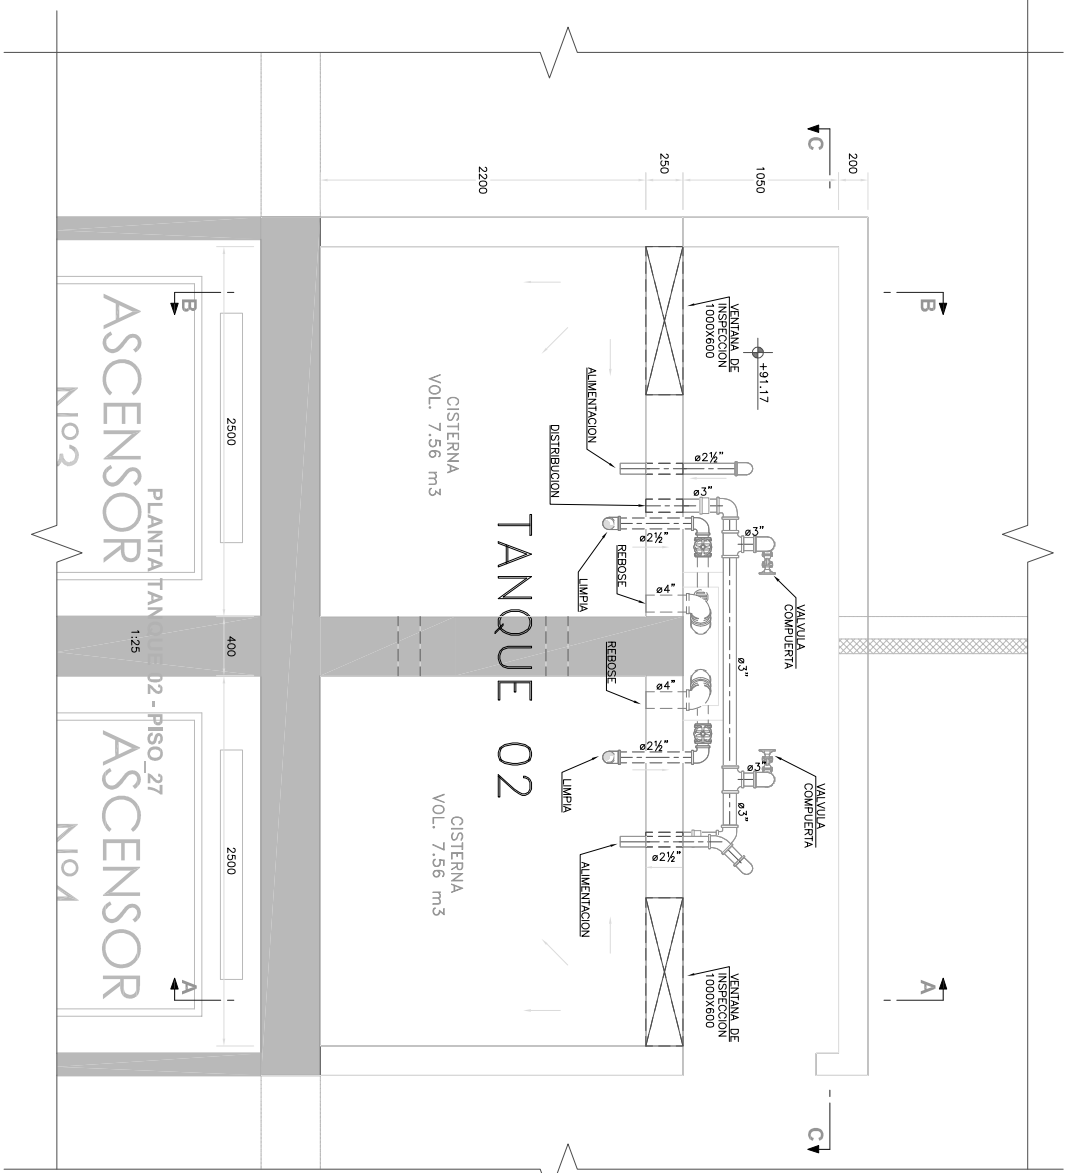 C
C
200
1050
250
2200
B
B
VENTANA DE
INSPECCION
1000X600
+91.17
ALIMENTACION
DISTRIBUCION
ø2½"
ø3"
ø3"
ø2½"
LIMPIA
REBOSE
ø4"
VALVULA
COMPUERTA
ø3"
CISTERNA
VOL. 7.56 m3
TANQUE 02
REBOSE
ø4"
ø2½"
LIMPIA
ø3"
VALVULA
COMPUERTA
ø3"
ø2½"
ALIMENTACION
CISTERNA
VOL. 7.56 m3
VENTANA DE
INSPECCION
1000X600
A
A
2500
400
2500
ASCENSOR
Nº3
ASCENSOR
Nº4
PLANTA TANQUE 02 - PISO_27
1:25